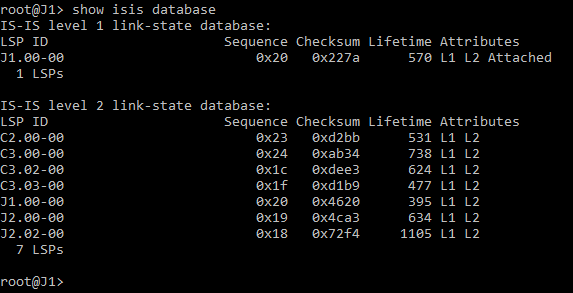 root@J1> show isis database
IS-IS level 1 link-state database:
LSP ID                      Sequence Checksum Lifetime Attributes
J1.00-00                        0x20   0x227a      570 L1 L2 Attached
  1 LSPs

IS-IS level 2 link-state database:
LSP ID                      Sequence Checksum Lifetime Attributes
C2.00-00                        0x23   0xd2bb      531 L1 L2
C3.00-00                        0x24   0xab34      738 L1 L2
C3.02-00                        0x1c   0xdee3      624 L1 L2
C3.03-00                        0x1f   0xd1b9      477 L1 L2
J1.00-00                        0x20   0x4620      395 L1 L2
J2.00-00                        0x19   0x4ca3      634 L1 L2
J2.02-00                        0x18   0x72f4     1105 L1 L2
  7 LSPs

root@J1>